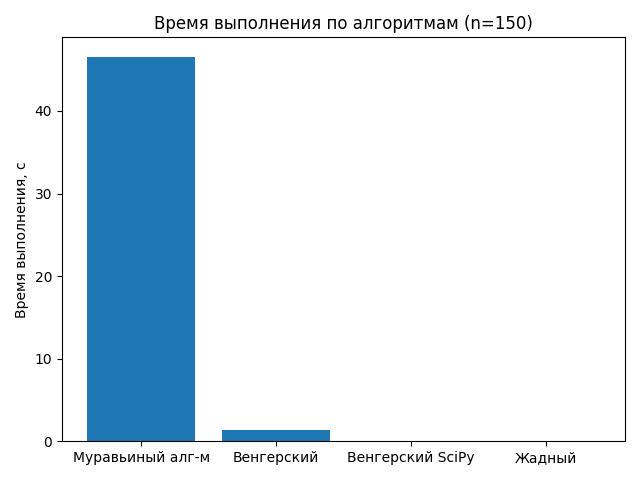 Время выполнения по алгоритмам (n=150)
Время выполнения, с
40
30
20
10
0
Муравьиный алг-м
Венгерский
Венгерский SciPy
Жадный